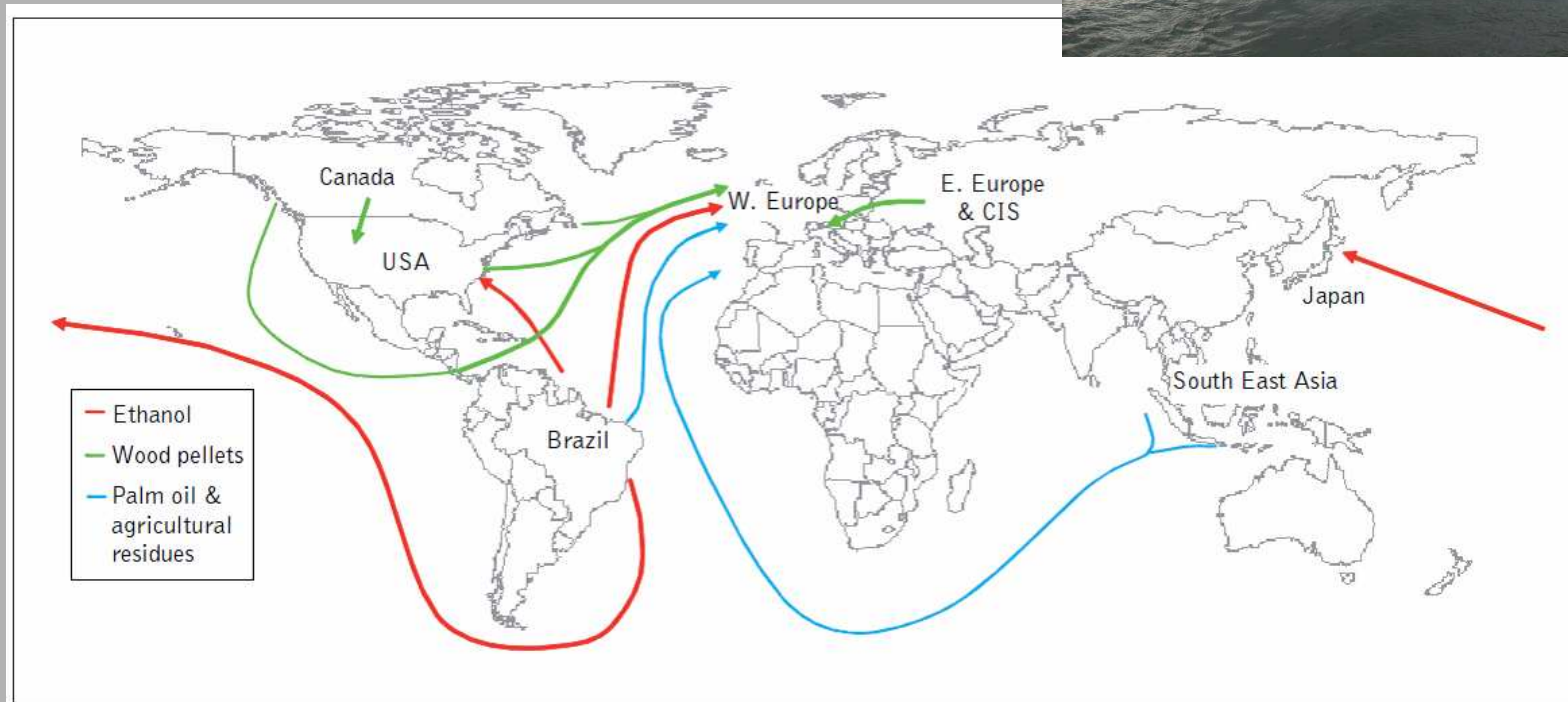 Canada
USA
W. Europe
E. Europe
& CIS
Japan
South East Asia
Brazil
Ethanol
Wood pellets
Palm oil &
agricultural
residues